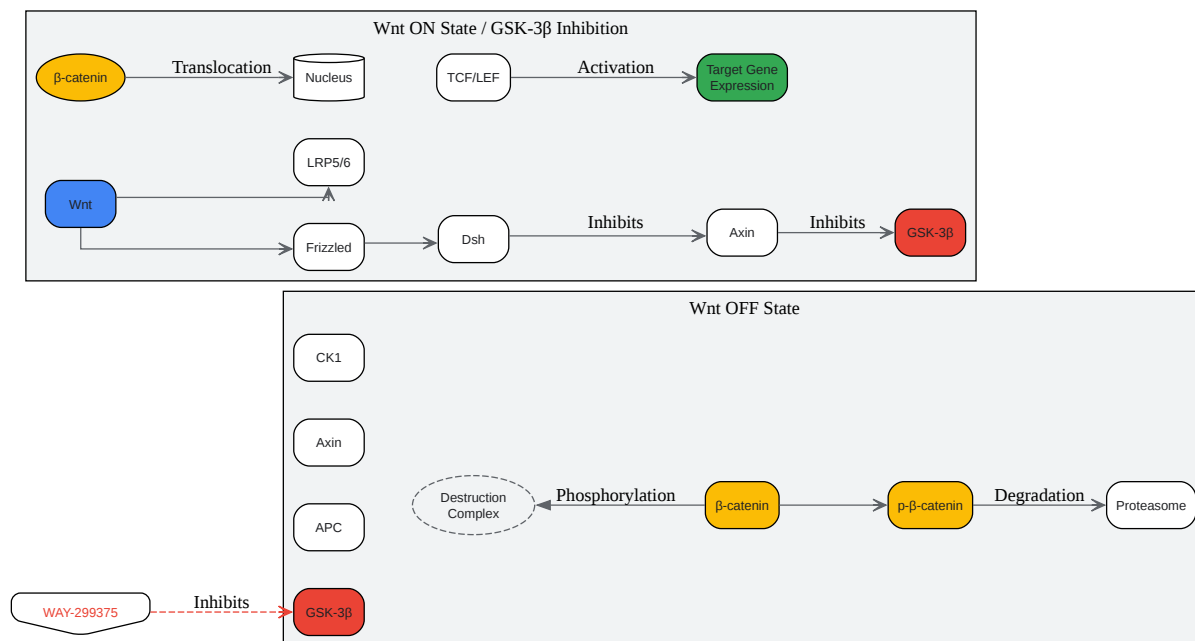 Wnt ON State / GSK-3β Inhibition
β-catenin
Translocation
Nucleus
TCF/LEF
Activation
Target Gene
Expression
LRP5/6
Wnt
Frizzled
Dsh
Inhibits
Axin
Inhibits
GSK-3β
Wnt OFF State
CK1
Axin
Destruction
Complex
Phosphorylation
β-catenin
p-β-catenin
Degradation
Proteasome
APC
WAY-299375
Inhibits
GSK-3β